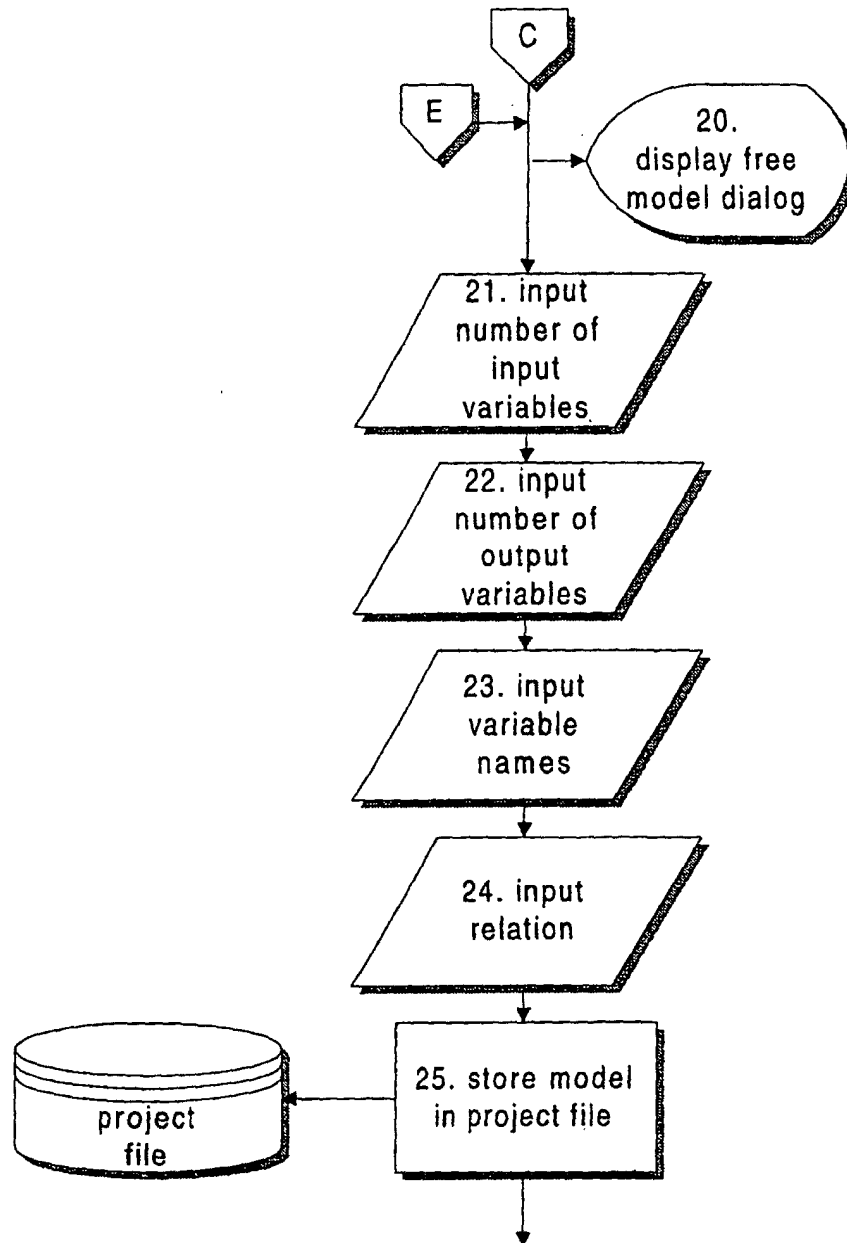 C
E
20.
display free
model dialog
21. input
number of
input
variables
22. input
number of
output
variables
23. input
variable
names
24. input
relation
25. store model
in project file
project
file